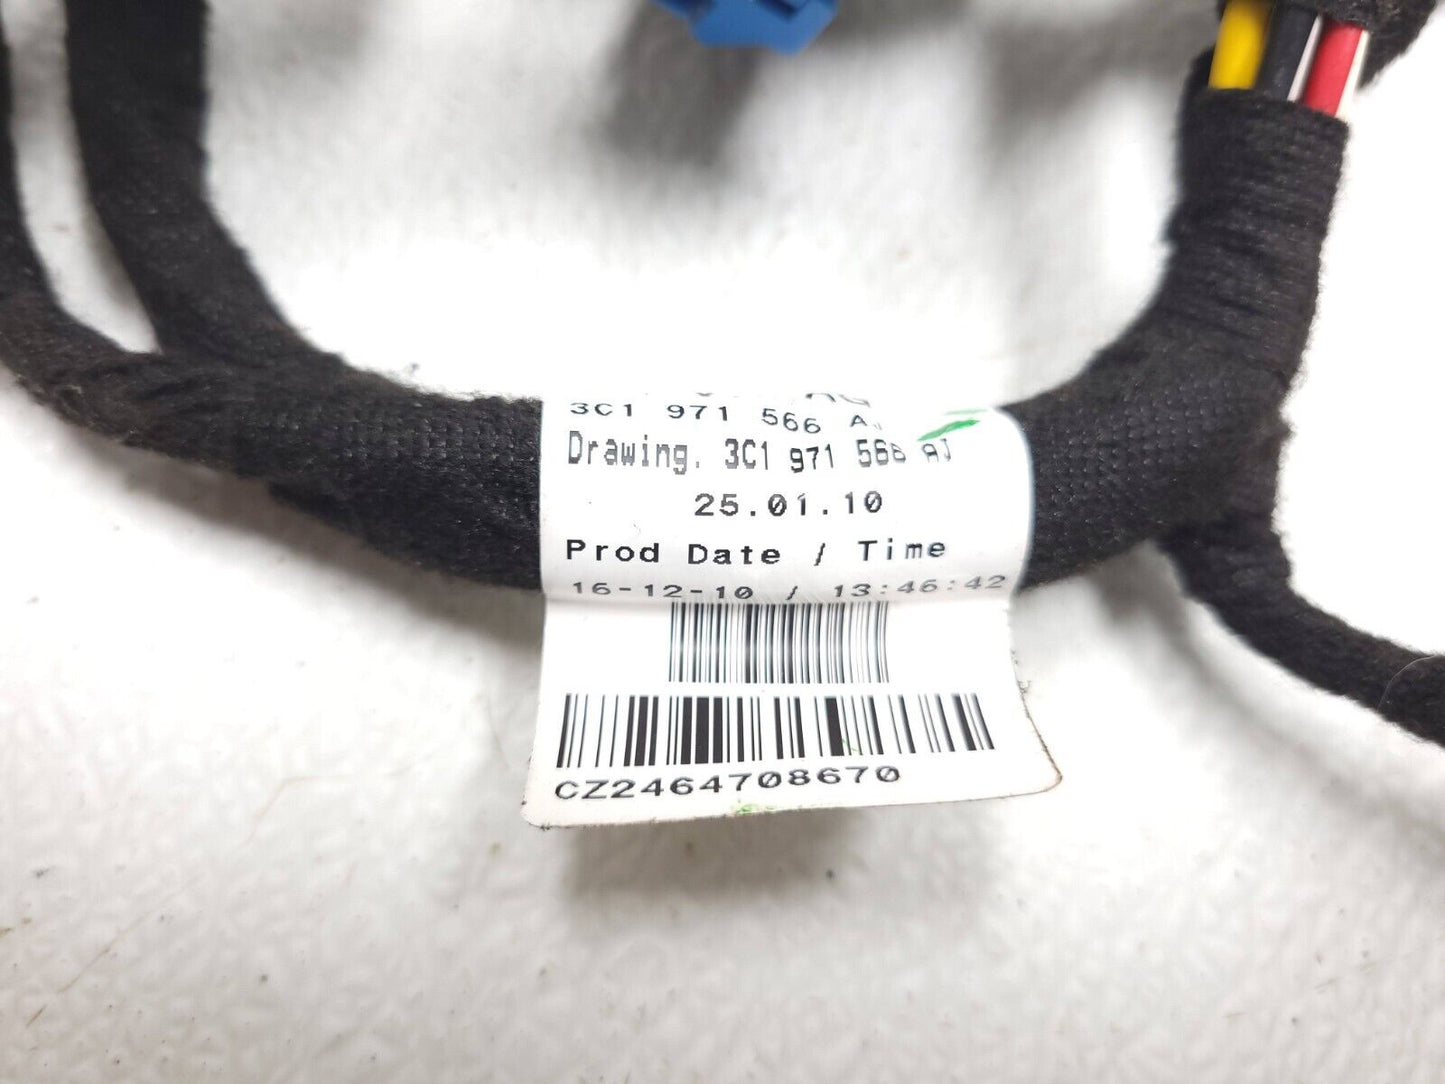 3C1 971 566 AJ
Drawing. 3C1 971 566 AJ
25.01.10
Prod Date / Time
16-12-10 / 13:46:42
CZ2464708670